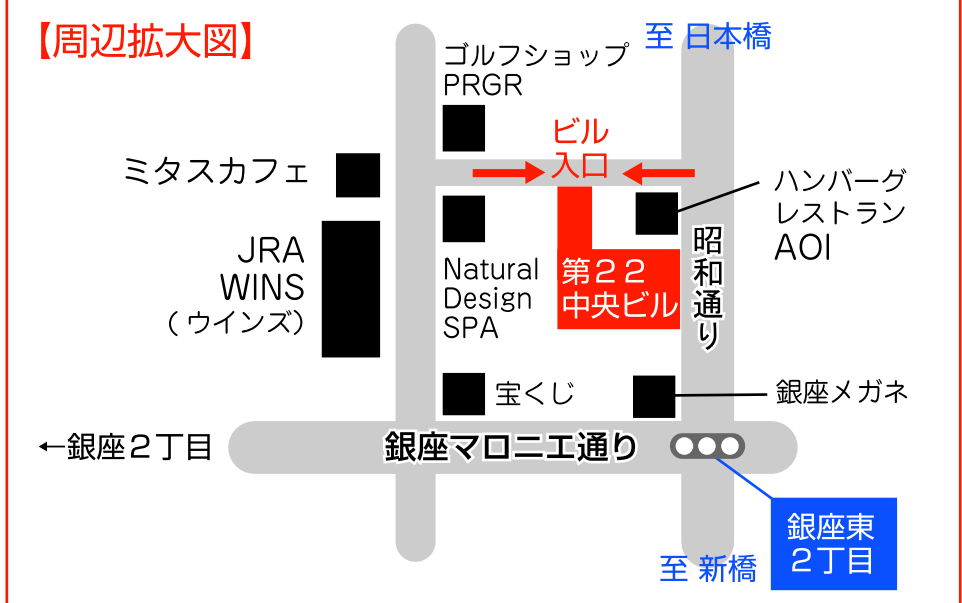 【周辺拡大図】
至 日本橋
ゴルフショップ
PRGR
ビル
入口
ミタスカフェ
ハンバーグ
レストラン
AOI
JRA
WINS
（ウインズ）
Natural
Design
SPA
第２２
中央ビル
昭和通り
宝くじ
銀座メガネ
←銀座２丁目
銀座マロニエ通り
銀座東
２丁目
至 新橋